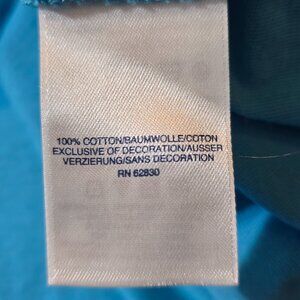 100% COTTON/BAUMWOLLE/COTON
EXCLUSIVE OF DECORATION/AUSSER
VERZIERUNG/SANS DECORATION
RN 62830